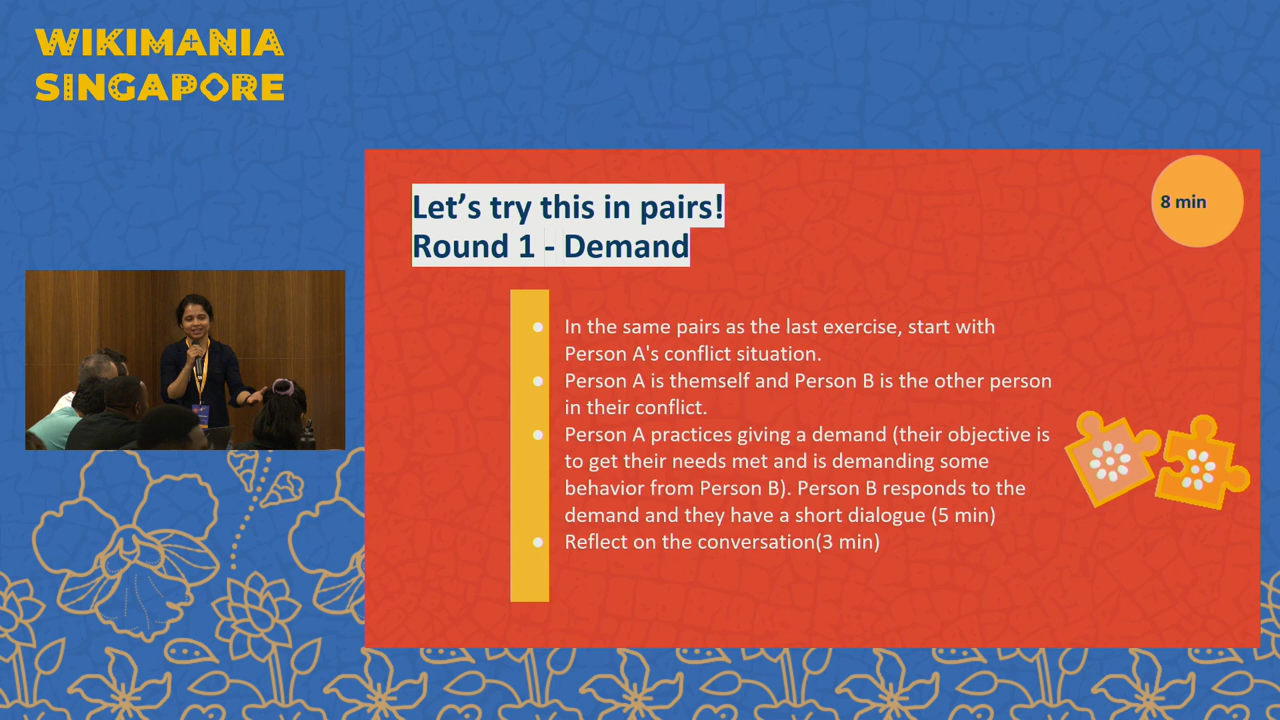 WIKIMANIA
SINGAPORE
8 min
Let's try this in pairs!
Round 1 - Demand
● In the same pairs as the last exercise, start with
Person A's conflict situation.
● Person A is themself and Person B is the other person
in their conflict.
● Person A practices giving a demand (their objective is
to get their needs met and is demanding some
behavior from Person B). Person B responds to the
demand and they have a short dialogue (5 min)
● Reflect on the conversation(3 min)